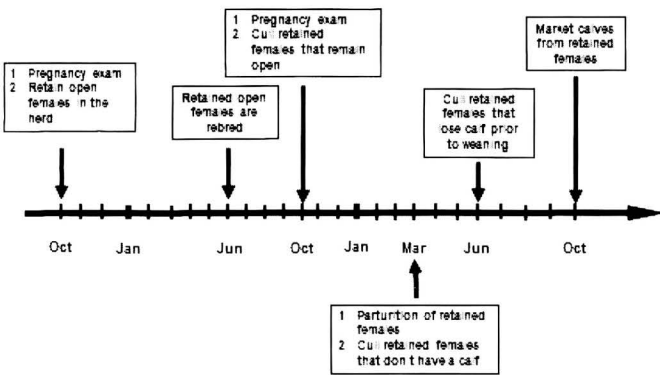 1 Pregnancy exam
2 Retain open
females in the
herd
Retained open
females are
rebred
1 Pregnancy exam
2 Cull retained
females that remain
open
Cull retained
females that
lose calf prior
to weaning
Market calves
from retained
females
Oct Jan Jun Oct Jan Mar Jun Oct
1 Parturition of retained
females
2 Cull retained females
that don't have a calf